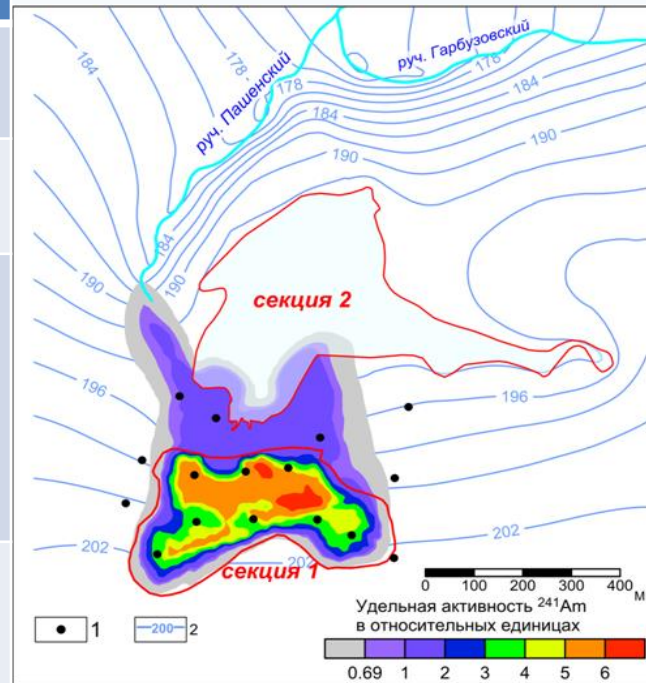 руч. Гарбузовский
руч. Пашенский
184
178
178
178
184
184
190
190
184
190
190
секция 2
196
196
202
202
202
секция 1
0 100 200 300 400
М
1
200
2
Удельная активность ²⁴¹Am
в относительных единицах
0.69 1 2 3 4 5 6